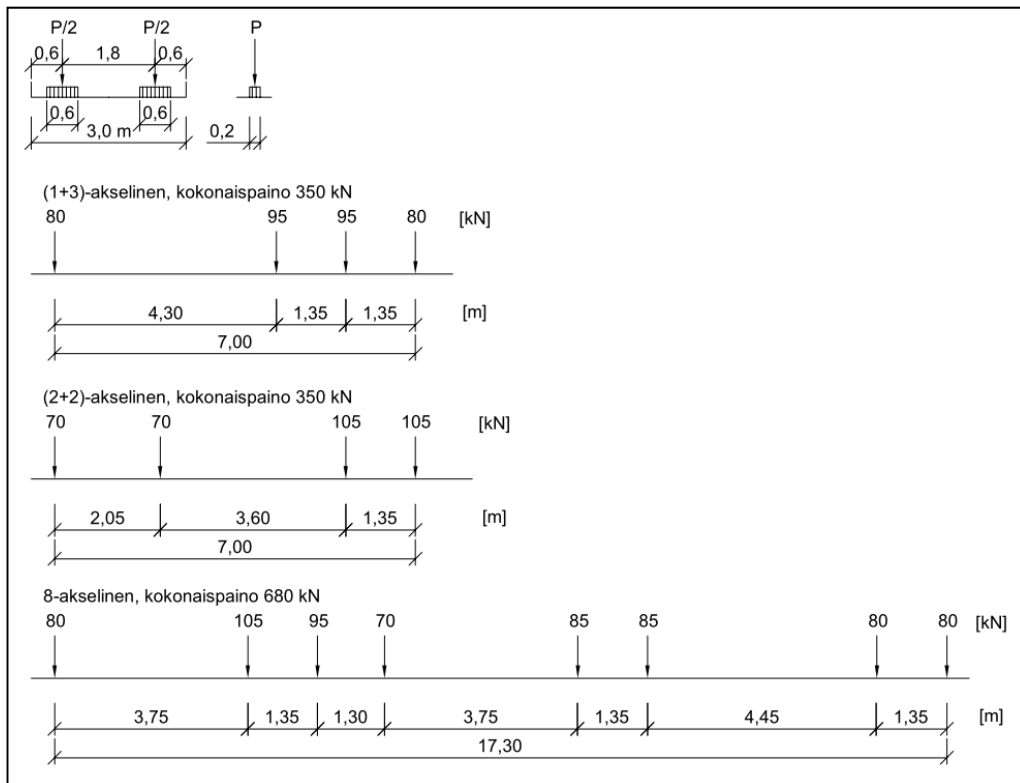 P/2 P/2 P
0,6 1,8 0,6
0,6 0,6
3,0 m 0,2
(1+3)-akselinen, kokonaispaino 350 kN
80 95 95 80 [kN]
4,30 1,35 1,35 [m]
7,00
(2+2)-akselinen, kokonaispaino 350 kN
70 70 105 105 [kN]
2,05 3,60 1,35 [m]
7,00
8-akselinen, kokonaispaino 680 kN
80 105 95 70 85 85 80 80 [kN]
3,75 1,35 1,30 3,75 1,35 4,45 1,35 [m]
17,30